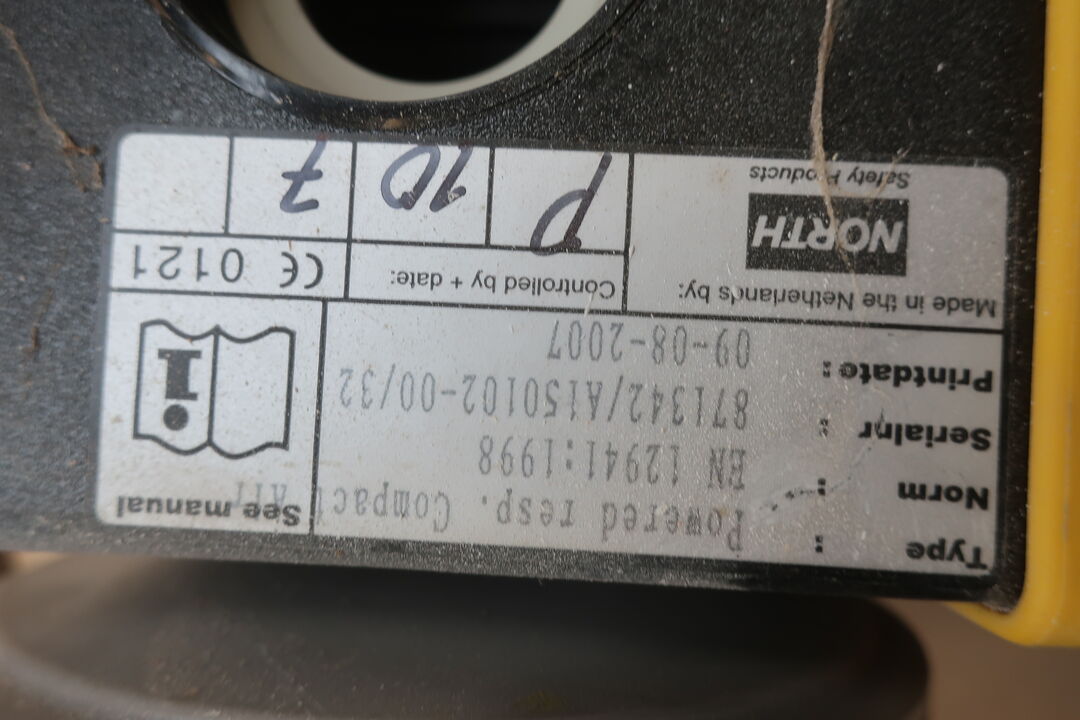 Type : Powered resp. Compact Air
See manual
Norm : EN 12941:1998
Serialnr : 871342/A150102-00/32
Printdate: 09-08-2007
i
Made in the Netherlands by:
NORTH
Safety Products
Controlled by + date:
CE 0121
P 10 7